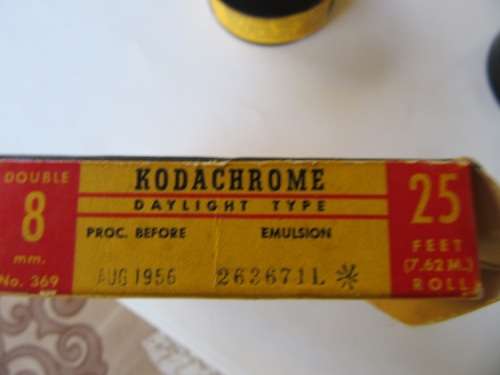 DOUBLE
8
mm.
No. 369
KODACHROME
DAYLIGHT TYPE
PROC. BEFORE
EMULSION
AUG 1956
263671L *
25
FEET
(7.62 M.)
ROLL